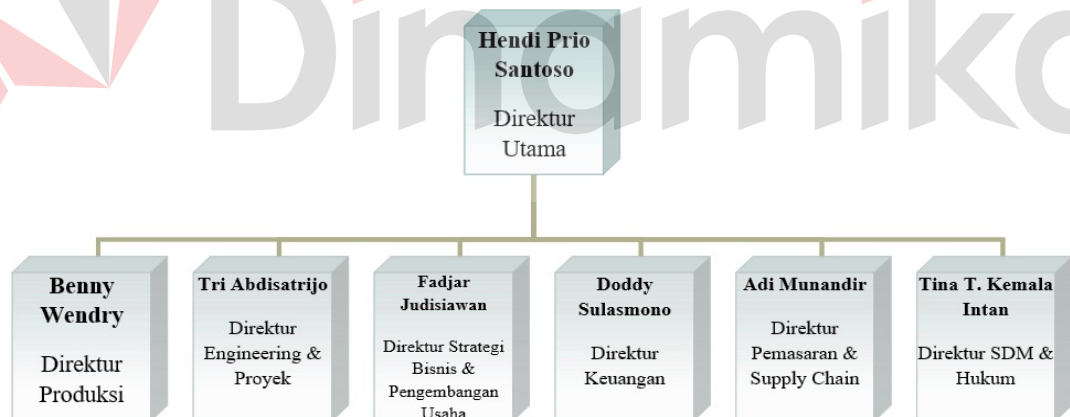 Dinamika
Hendi Prio
Santoso
Direktur
Utama
Benny
Wendry
Direktur
Produksi
Tri Abdisatrijo
Direktur
Engineering &
Proyek
Fadjar
Judisiawan
Direktur Strategi
Bisnis &
Pengembangan
Usaha
Doddy
Sulasmono
Direktur
Keuangan
Adi Munandir
Direktur
Pemasaran &
Supply Chain
Tina T. Kemala
Intan
Direktur SDM &
Hukum